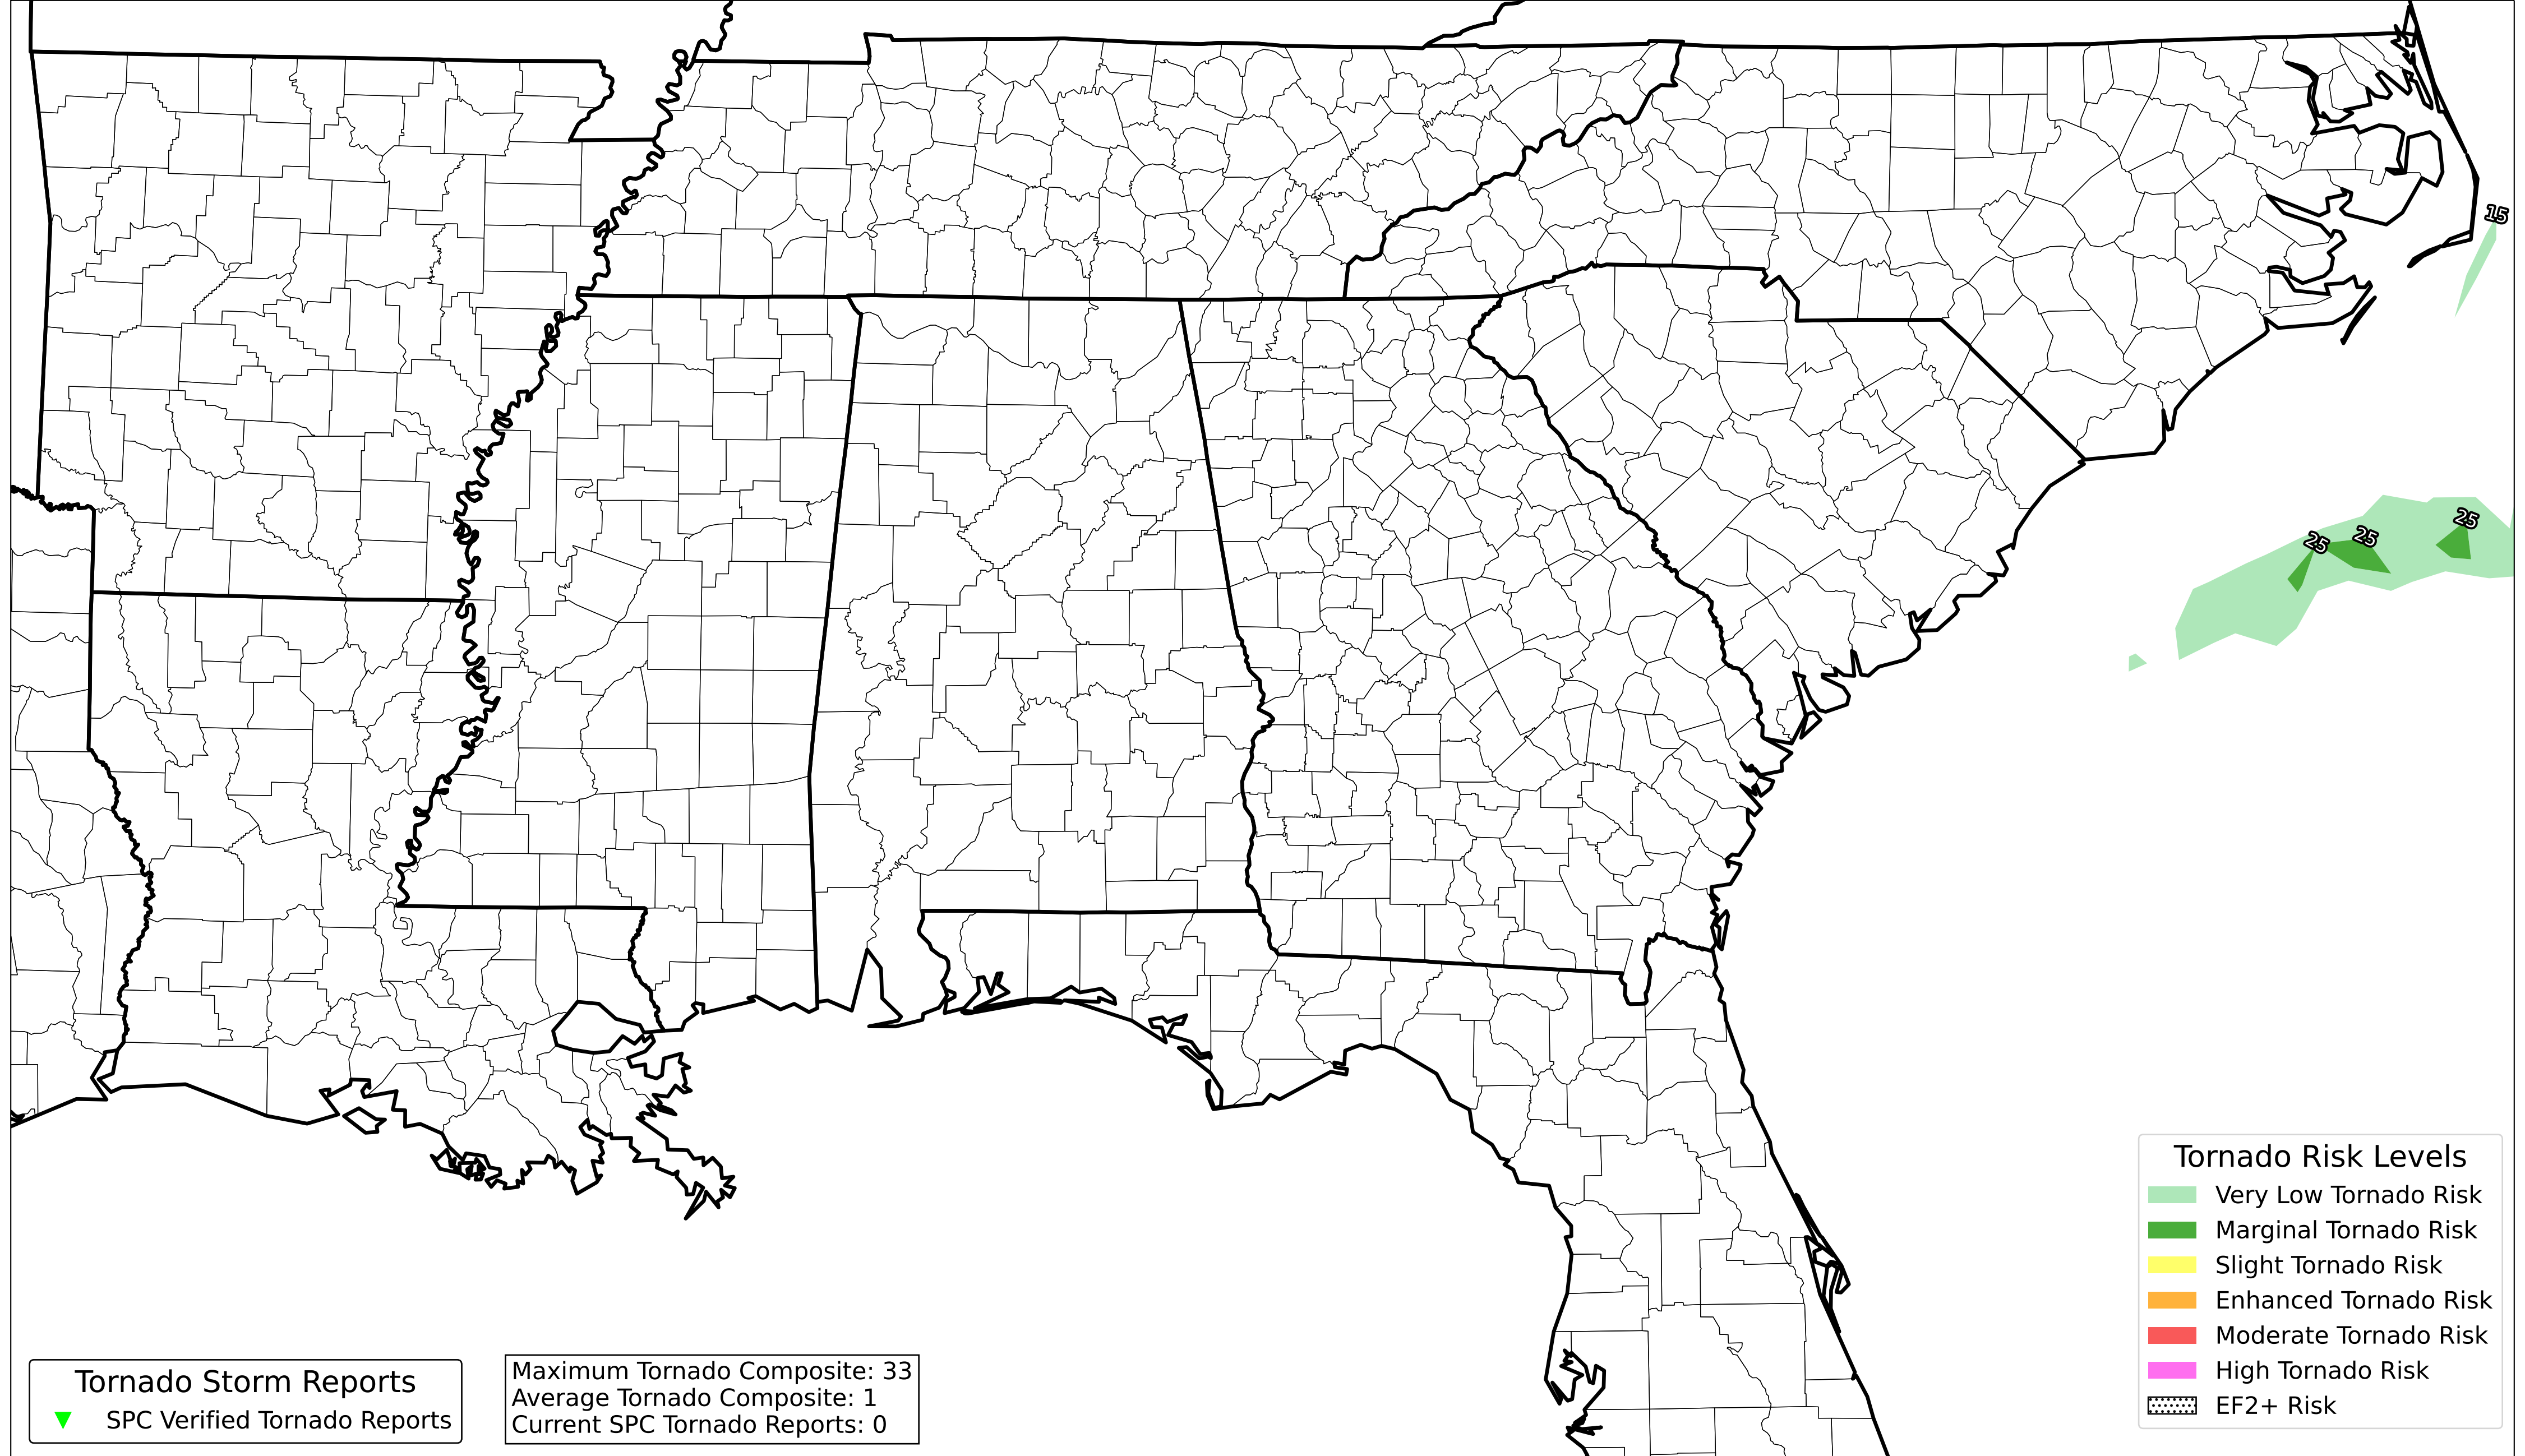 15
25
25
25
Tornado Risk Levels
Very Low Tornado Risk
Marginal Tornado Risk
Slight Tornado Risk
Enhanced Tornado Risk
Moderate Tornado Risk
High Tornado Risk
EF2+ Risk
Tornado Storm Reports
SPC Verified Tornado Reports
Maximum Tornado Composite: 33
Average Tornado Composite: 1
Current SPC Tornado Reports: 0